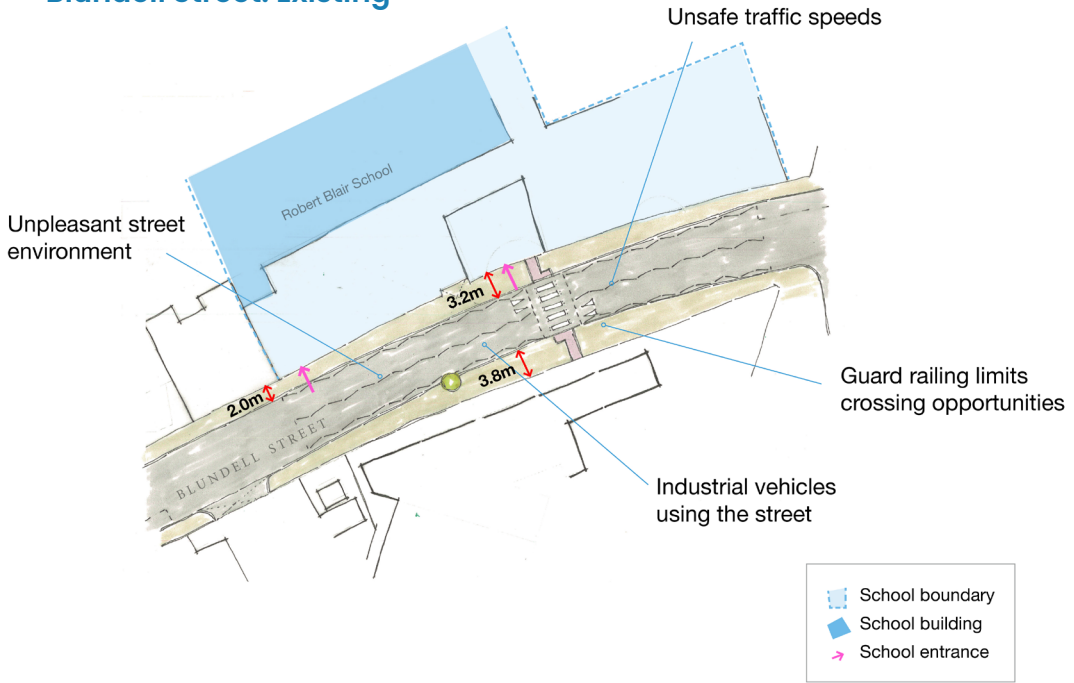 Blundell Street: Existing
Unsafe traffic speeds
Robert Blair School
Unpleasant street
environment
3.2m
3.8m
2.0m
Guard railing limits
crossing opportunities
BLUNDELL STREET
Industrial vehicles
using the street
School boundary
School building
School entrance